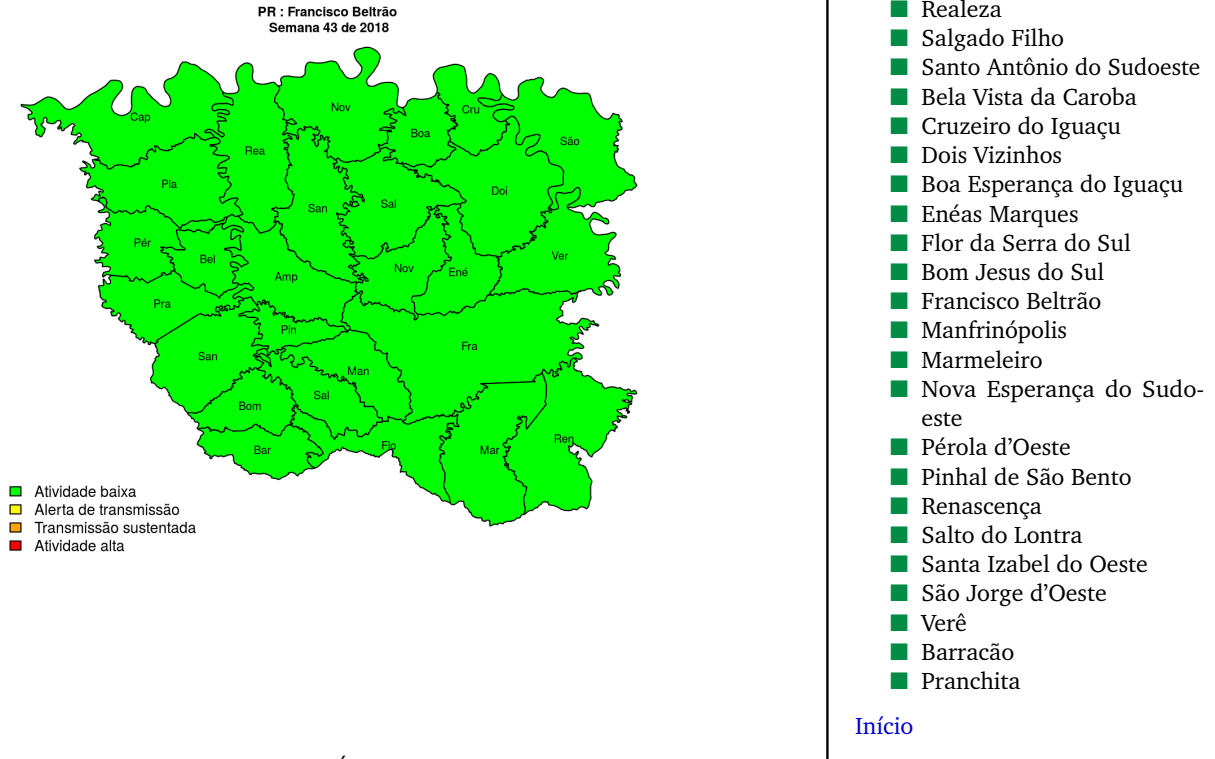 PR : Francisco Beltrão
Semana 43 de 2018
Cap
Nov
Cru
Boa
São
Rea
Pla
San
Sal
Doi
Pér
Bel
Amp
Nov
Ené
Ver
Pra
Pin
San
Man
Fra
Sal
Bom
Bar
Flo
Mar
Ren
Atividade baixa
Alerta de transmissão
Transmissão sustentada
Atividade alta
Realeza
Salgado Filho
Santo Antônio do Sudoeste
Bela Vista da Caroba
Cruzeiro do Iguaçu
Dois Vizinhos
Boa Esperança do Iguaçu
Enéas Marques
Flor da Serra do Sul
Bom Jesus do Sul
Francisco Beltrão
Manfrinópolis
Marmeleiro
Nova Esperança do Sudo-
este
Pérola d'Oeste
Pinhal de São Bento
Renascença
Salto do Lontra
Santa Izabel do Oeste
São Jorge d'Oeste
Verê
Barracão
Pranchita
Início